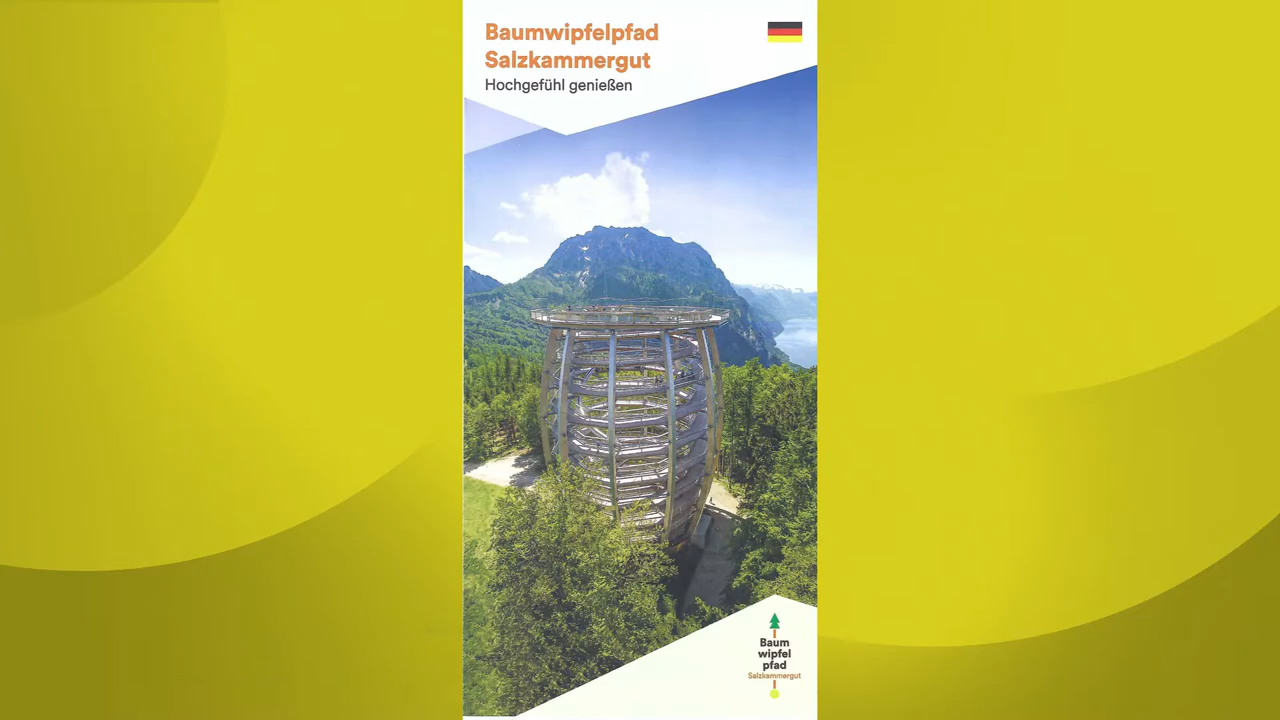 Baumwipfelpfad
Salzkammergut
Hochgefühl genießen
Baum
wipfel
pfad
Salzkammergut